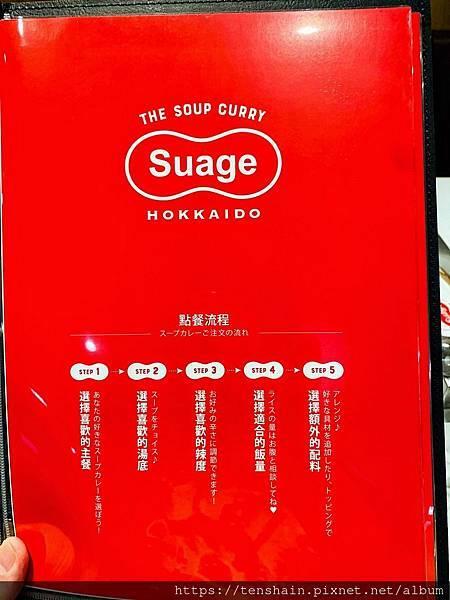 THE SOUP CURRY
Suage
HOKKAIDO
點餐流程
スープカレーご注文の流れ
STEP 1
選擇喜歡的主餐
あなたの好きなスープカレーを選ぼう!
STEP 2
選擇喜歡的湯底
スープをチョイス♪
STEP 3
選擇喜歡的辣度
お好みの辛さに調節できます!
STEP 4
選擇適合的飯量
ライスの量はお腹と相談してね♥
STEP 5
選擇額外的配料
アレンジ♪
好きな具材を追加したり、トッピングで
https://tenshain.pixnet.net/album